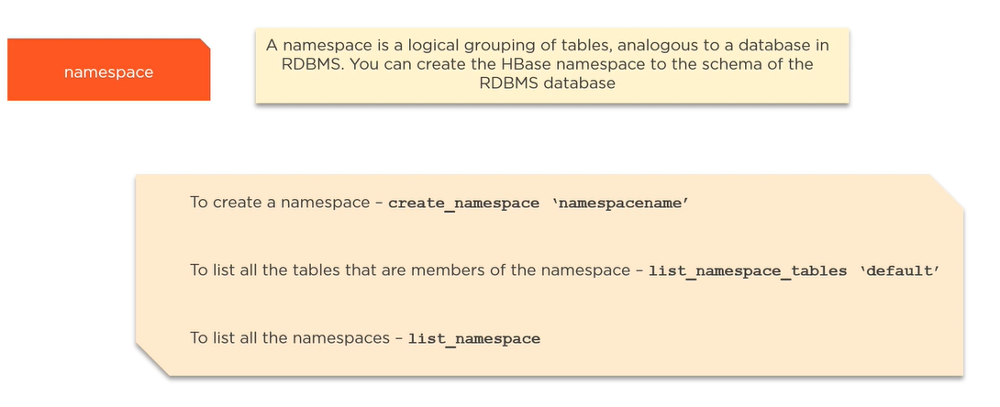 namespace
A namespace is a logical grouping of tables, analogous to a database in
RDBMS. You can create the HBase namespace to the schema of the
RDBMS database
To create a namespace – create_namespace ‘namespacename’
To list all the tables that are members of the namespace – list_namespace_tables ‘default’
To list all the namespaces – list_namespace